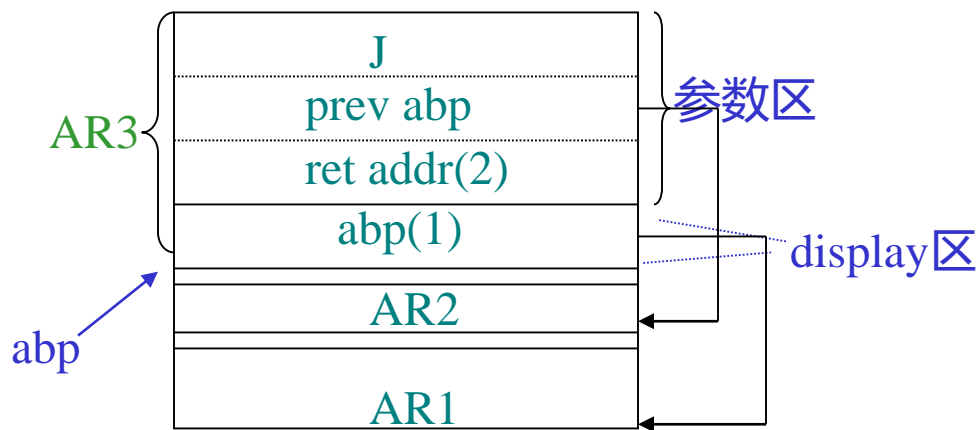 J
prev abp
参数区
AR3
ret addr(2)
abp(1)
display区
AR2
abp
AR1